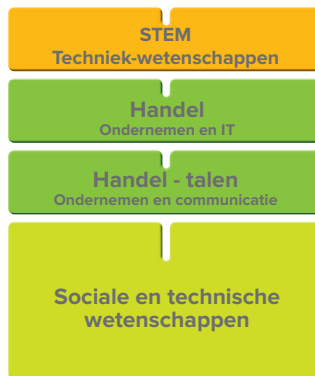 STEM
Techniek-wetenschappen
Handel
Ondernemen en IT
Handel - talen
Ondernemen en communicatie
Sociale en technische
wetenschappen